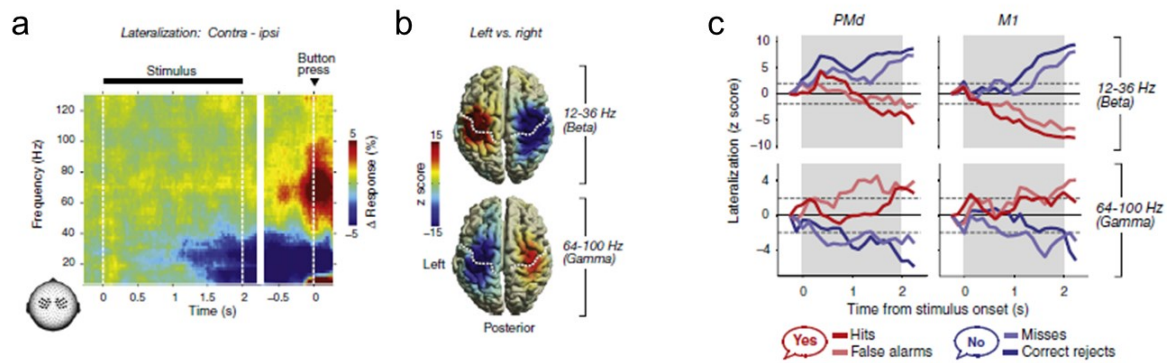 a
Lateralization: Contra - ipsi
Stimulus
Button
press
Frequency (Hz)
120
100
80
60
40
20
0
0.5
1
1.5
2
−0.5
0
Time (s)
5
−5
Δ Response (%)
b
Left vs. right
12-36 Hz
(Beta)
15
−15
z score
64-100 Hz
(Gamma)
Left
Posterior
c
PMd
M1
Lateralization (z score)
10
5
0
−5
−10
12-36 Hz
(Beta)
4
0
−4
64-100 Hz
(Gamma)
0
1
2
0
1
2
Time from stimulus onset (s)
Yes
Hits
False alarms
No
Misses
Correct rejects